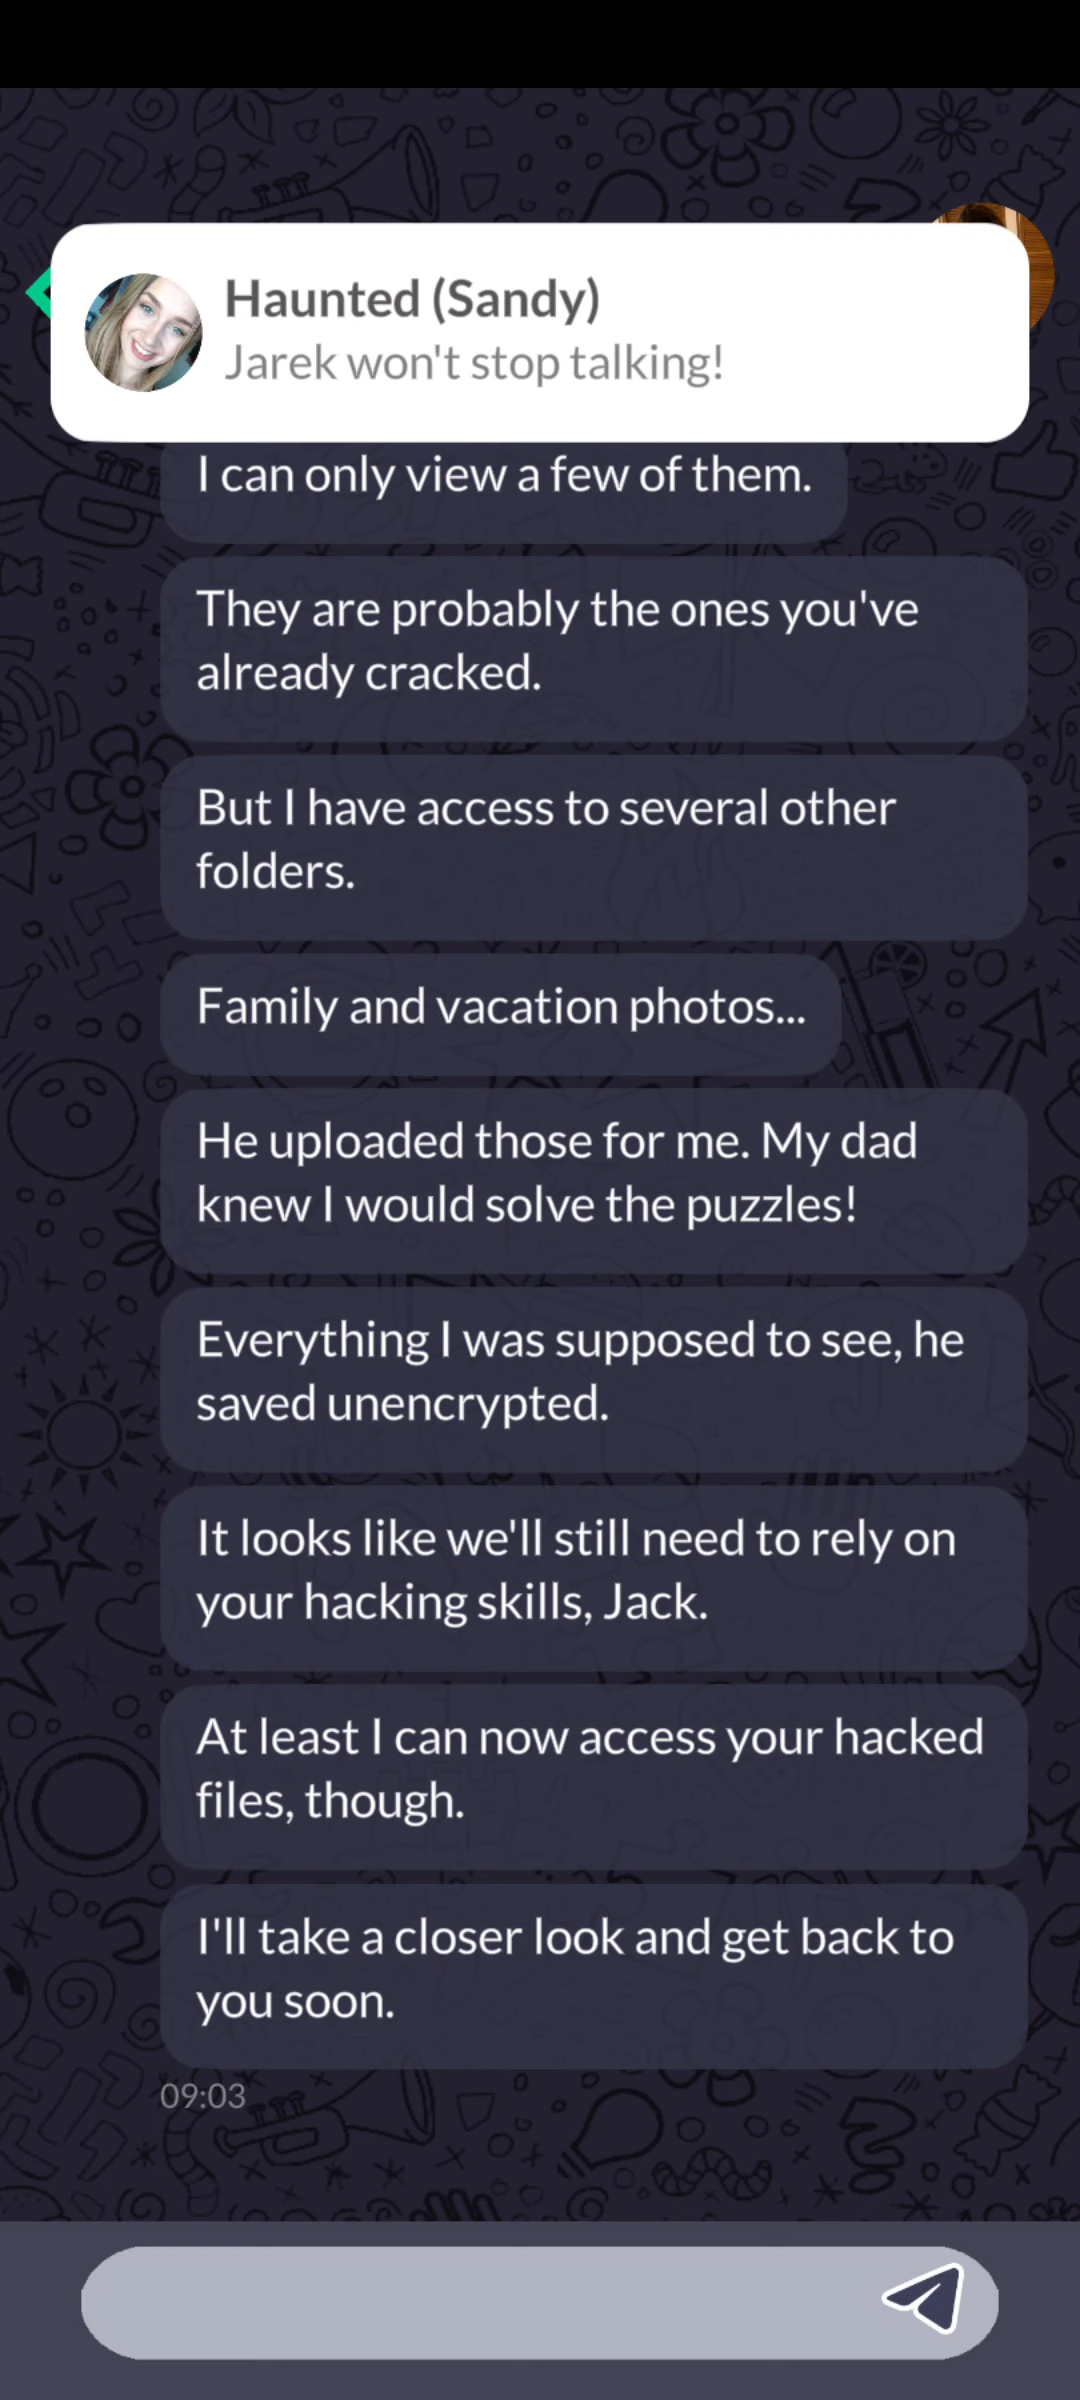 Haunted (Sandy)
Jarek won't stop talking!
I can only view a few of them.
They are probably the ones you've
already cracked.
But I have access to several other
folders.
Family and vacation photos...
He uploaded those for me. My dad
knew I would solve the puzzles!
Everything I was supposed to see, he
saved unencrypted.
It looks like we'll still need to rely on
your hacking skills, Jack.
At least I can now access your hacked
files, though.
I'll take a closer look and get back to
you soon.
09:03